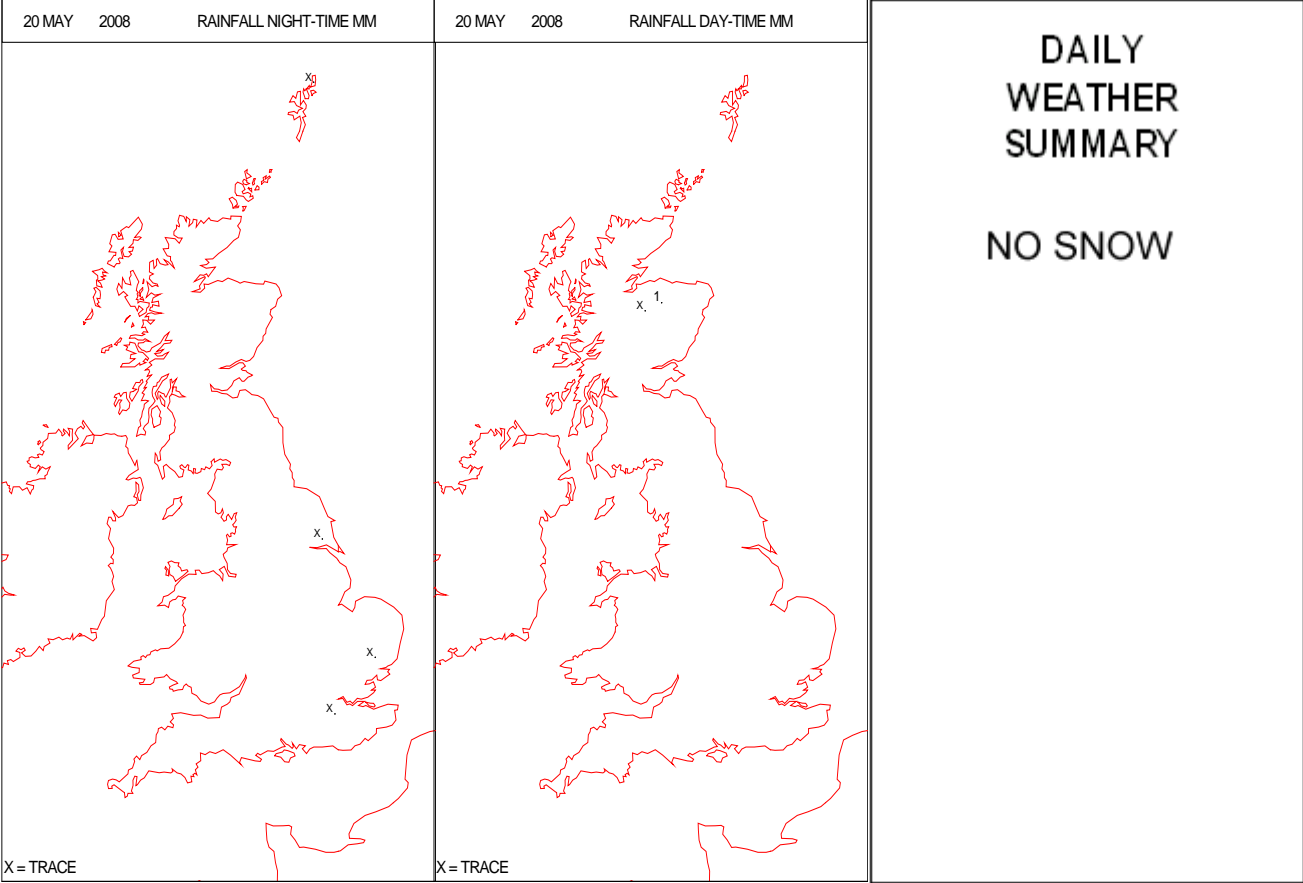 20 MAY 2008 RAINFALL NIGHT-TIME MM
x
x.
x.
x.
X = TRACE
20 MAY 2008 RAINFALL DAY-TIME MM
x. 1.
X = TRACE
DAILY
WEATHER
SUMMARY
NO SNOW